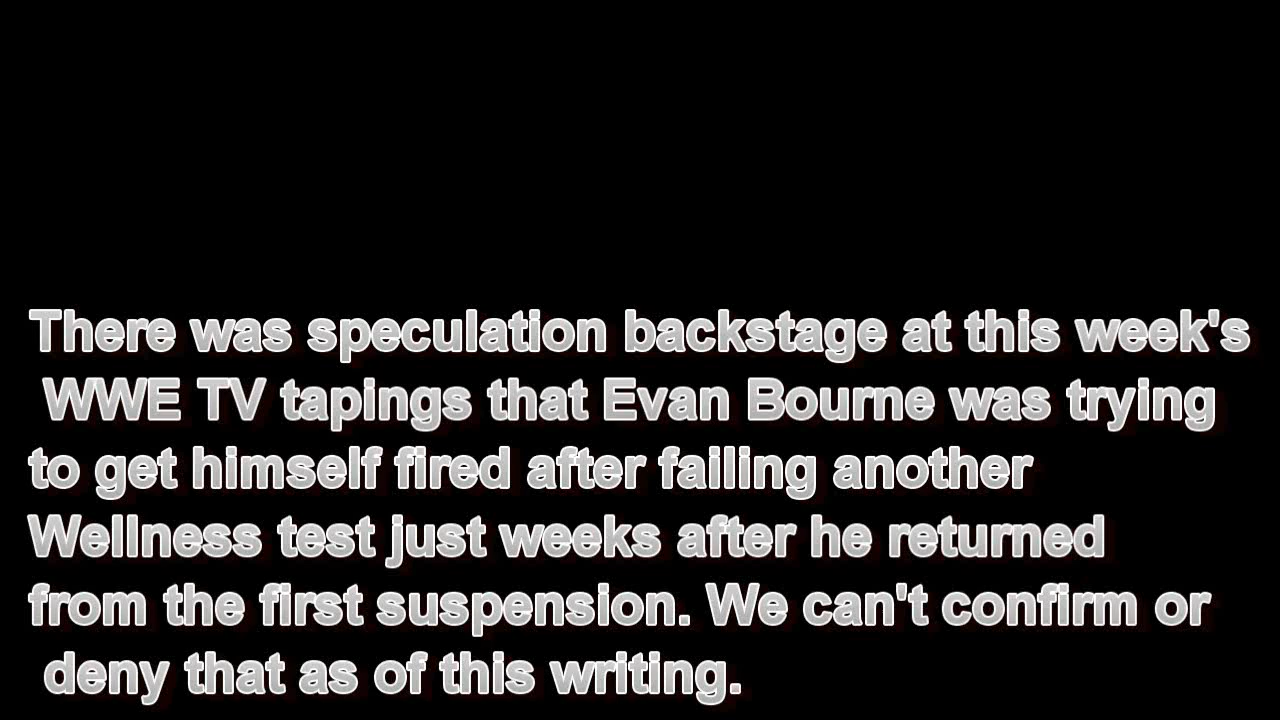 There was speculation backstage at this week's
WWE TV tapings that Evan Bourne was trying
to get himself fired after failing another
Wellness test just weeks after he returned
from the first suspension. We can't confirm or
deny that as of this writing.